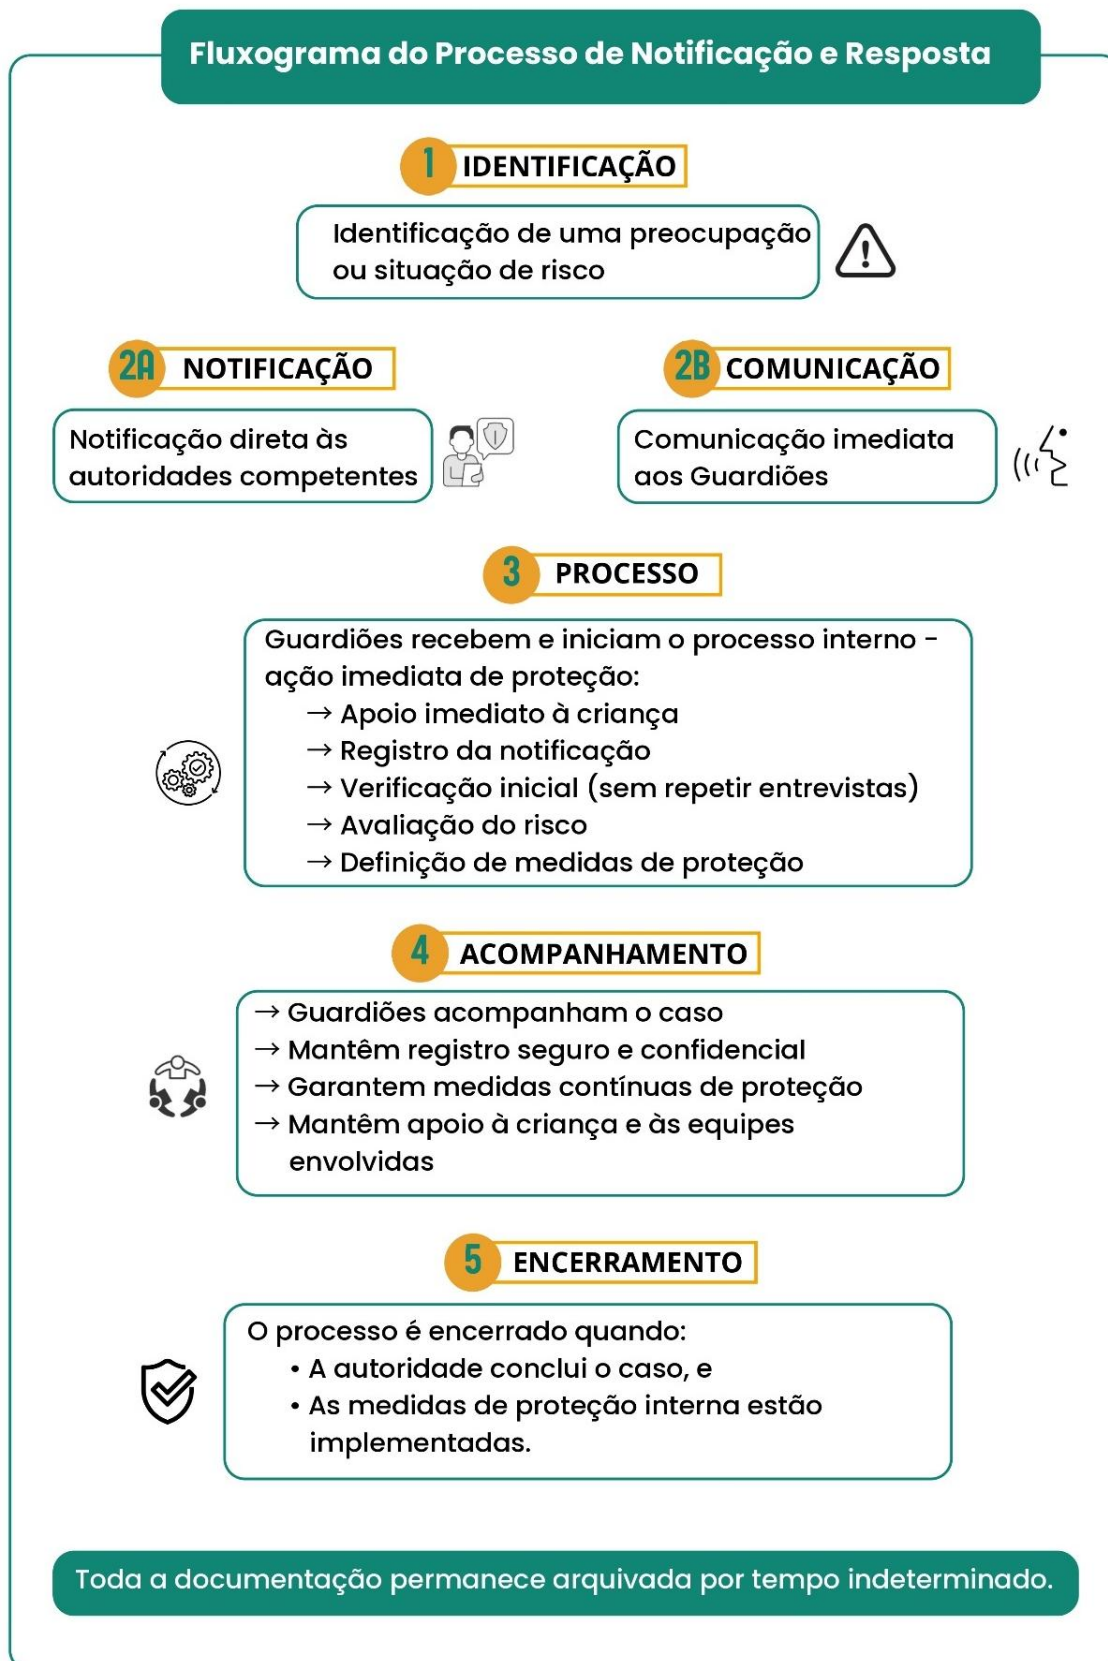 Fluxograma do Processo de Notificação e Resposta
1 IDENTIFICAÇÃO
Identificação de uma preocupação
ou situação de risco
2A NOTIFICAÇÃO
Notificação direta às
autoridades competentes
2B COMUNICAÇÃO
Comunicação imediata
aos Guardiões
3 PROCESSO
Guardiões recebem e iniciam o processo interno -
ação imediata de proteção:
→ Apoio imediato à criança
→ Registro da notificação
→ Verificação inicial (sem repetir entrevistas)
→ Avaliação do risco
→ Definição de medidas de proteção
4 ACOMPANHAMENTO
→ Guardiões acompanham o caso
→ Mantêm registro seguro e confidencial
→ Garantem medidas contínuas de proteção
→ Mantêm apoio à criança e às equipes
envolvidas
5 ENCERRAMENTO
O processo é encerrado quando:
• A autoridade conclui o caso, e
• As medidas de proteção interna estão
implementadas.
Toda a documentação permanece arquivada por tempo indeterminado.